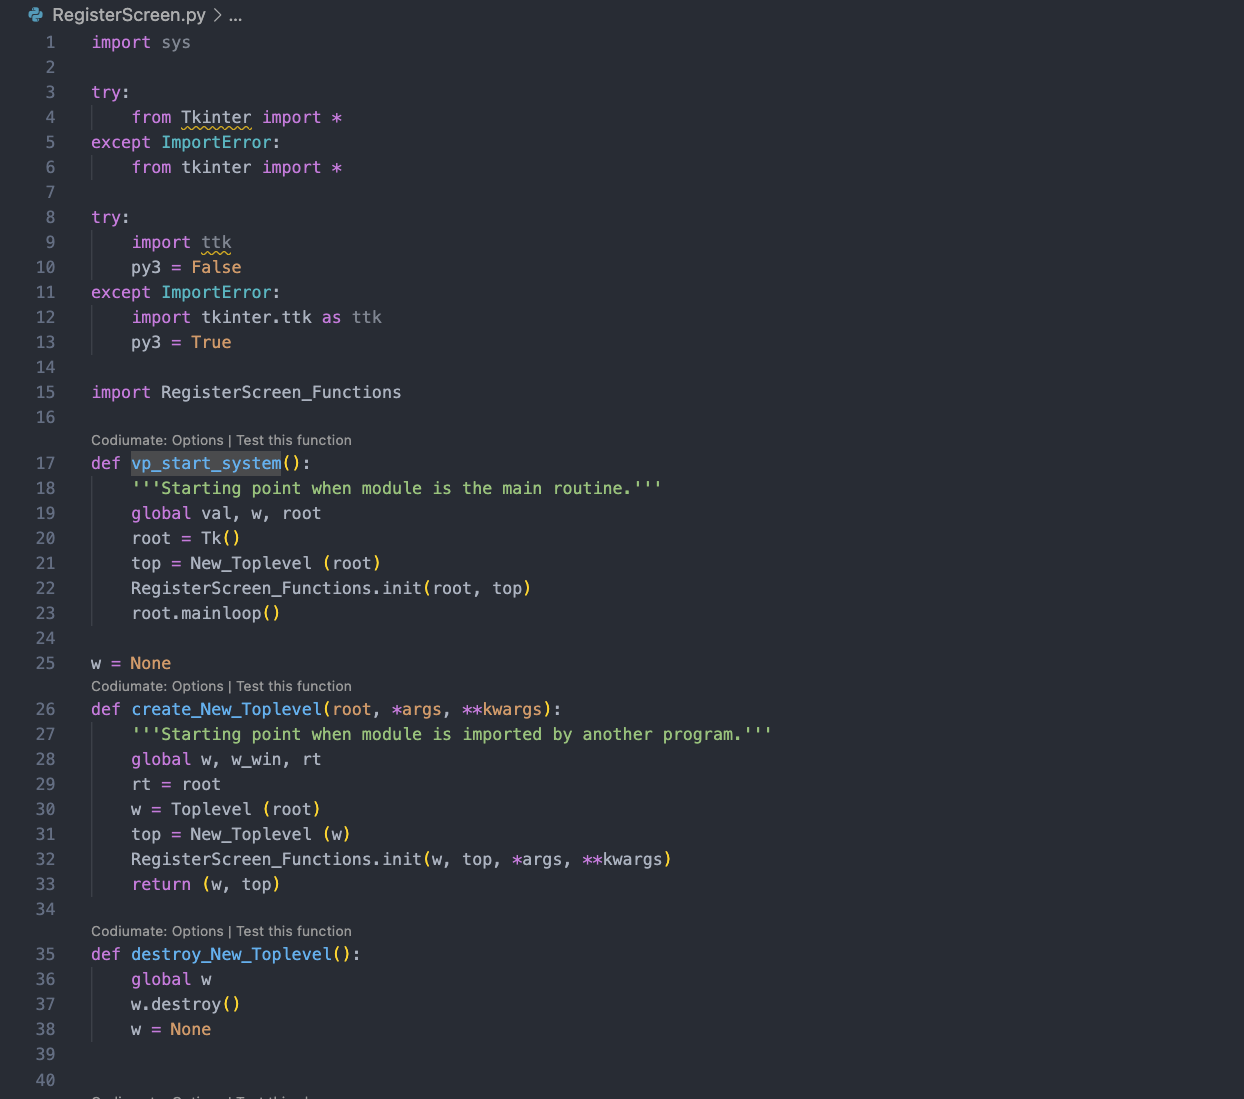 RegisterScreen.py > ...
1 import sys
2
3 try:
4     from Tkinter import *
5 except ImportError:
6     from tkinter import *
7
8 try:
9     import ttk
10     py3 = False
11 except ImportError:
12     import tkinter.ttk as ttk
13     py3 = True
14
15 import RegisterScreen_Functions
16
Codiumate: Options | Test this function
17 def vp_start_system():
18     '''Starting point when module is the main routine.'''
19     global val, w, root
20     root = Tk()
21     top = New_Toplevel (root)
22     RegisterScreen_Functions.init(root, top)
23     root.mainloop()
24
25 w = None
Codiumate: Options | Test this function
26 def create_New_Toplevel(root, *args, **kwargs):
27     '''Starting point when module is imported by another program.'''
28     global w, w_win, rt
29     rt = root
30     w = Toplevel (root)
31     top = New_Toplevel (w)
32     RegisterScreen_Functions.init(w, top, *args, **kwargs)
33     return (w, top)
34
Codiumate: Options | Test this function
35 def destroy_New_Toplevel():
36     global w
37     w.destroy()
38     w = None
39
40